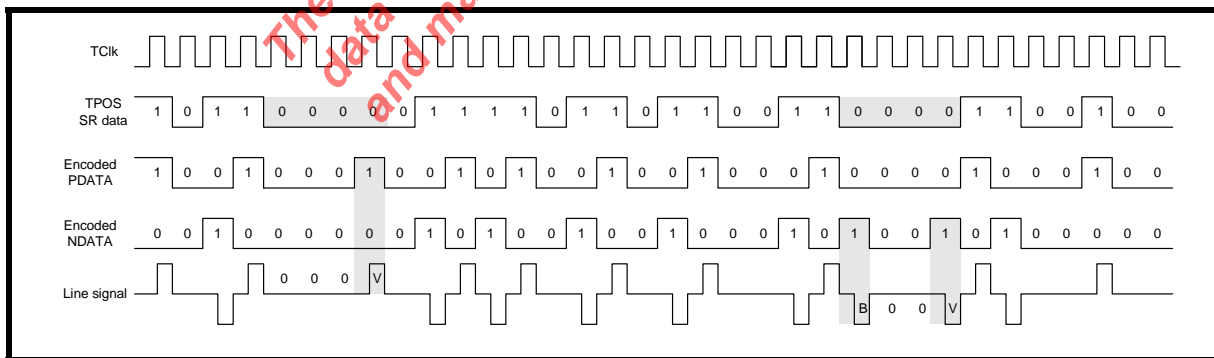 The
data
and ma
TClk
TPOS 1 0 1 1 0 0 0 0 0 1 1 1 1 0 1 1 0 1 1 0 0 1 1 0 0 0 0 1 1 0 0 1 0 0
SR data
Encoded 1 0 0 1 0 0 0 1 0 0 1 0 1 0 0 1 0 0 1 0 0 0 1 0 0 0 0 1 0 0 0 1 0 0
PDATA
Encoded 0 0 1 0 0 0 0 0 0 1 0 1 0 0 1 0 0 1 0 0 0 1 0 1 0 0 1 0 1 0 0 0 0 0
NDATA
Line signal 0 0 0 V B 0 0 V